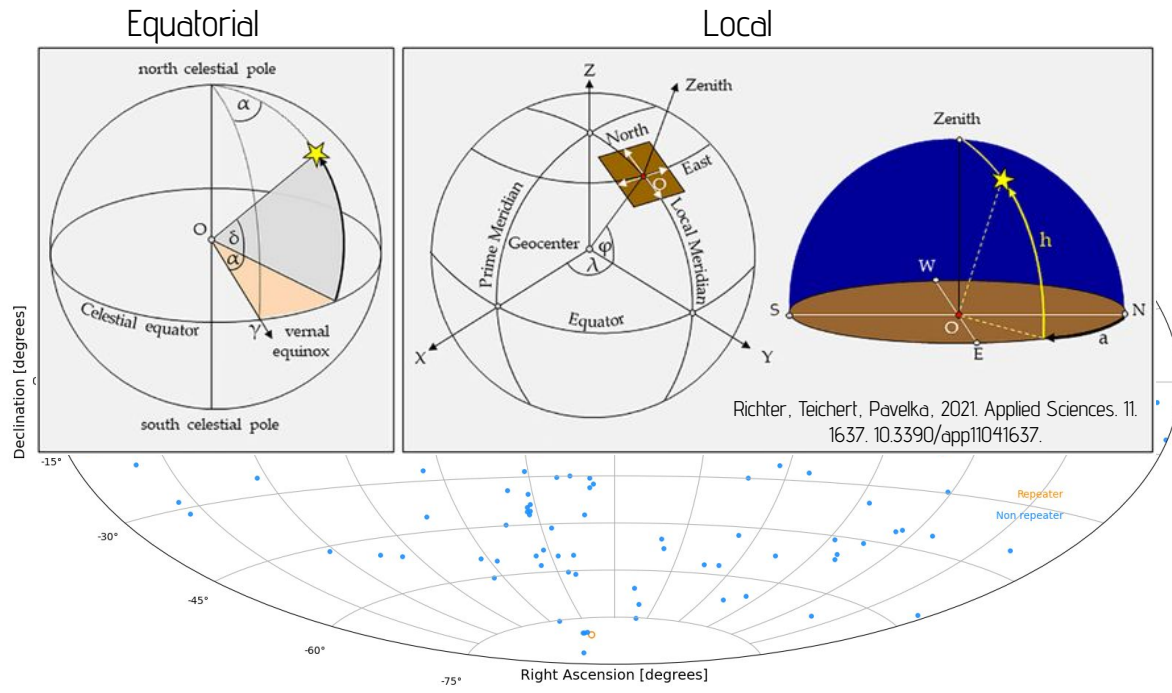 Equatorial
Local
north celestial pole
α
O
δ
α
Celestial equator
γ
vernal
equinox
south celestial pole
Z
Zenith
North
East
O
Prime Meridian
Local Meridian
Geocenter
φ
λ
Equator
X
Y
Zenith
h
W
S
N
O
E
a
Richter, Teichert, Pavelka, 2021. Applied Sciences. 11.
1637. 10.3390/app11041637.
Declination [degrees]
-15°
-30°
-45°
-60°
-75°
Repeater
Non repeater
Right Ascension [degrees]